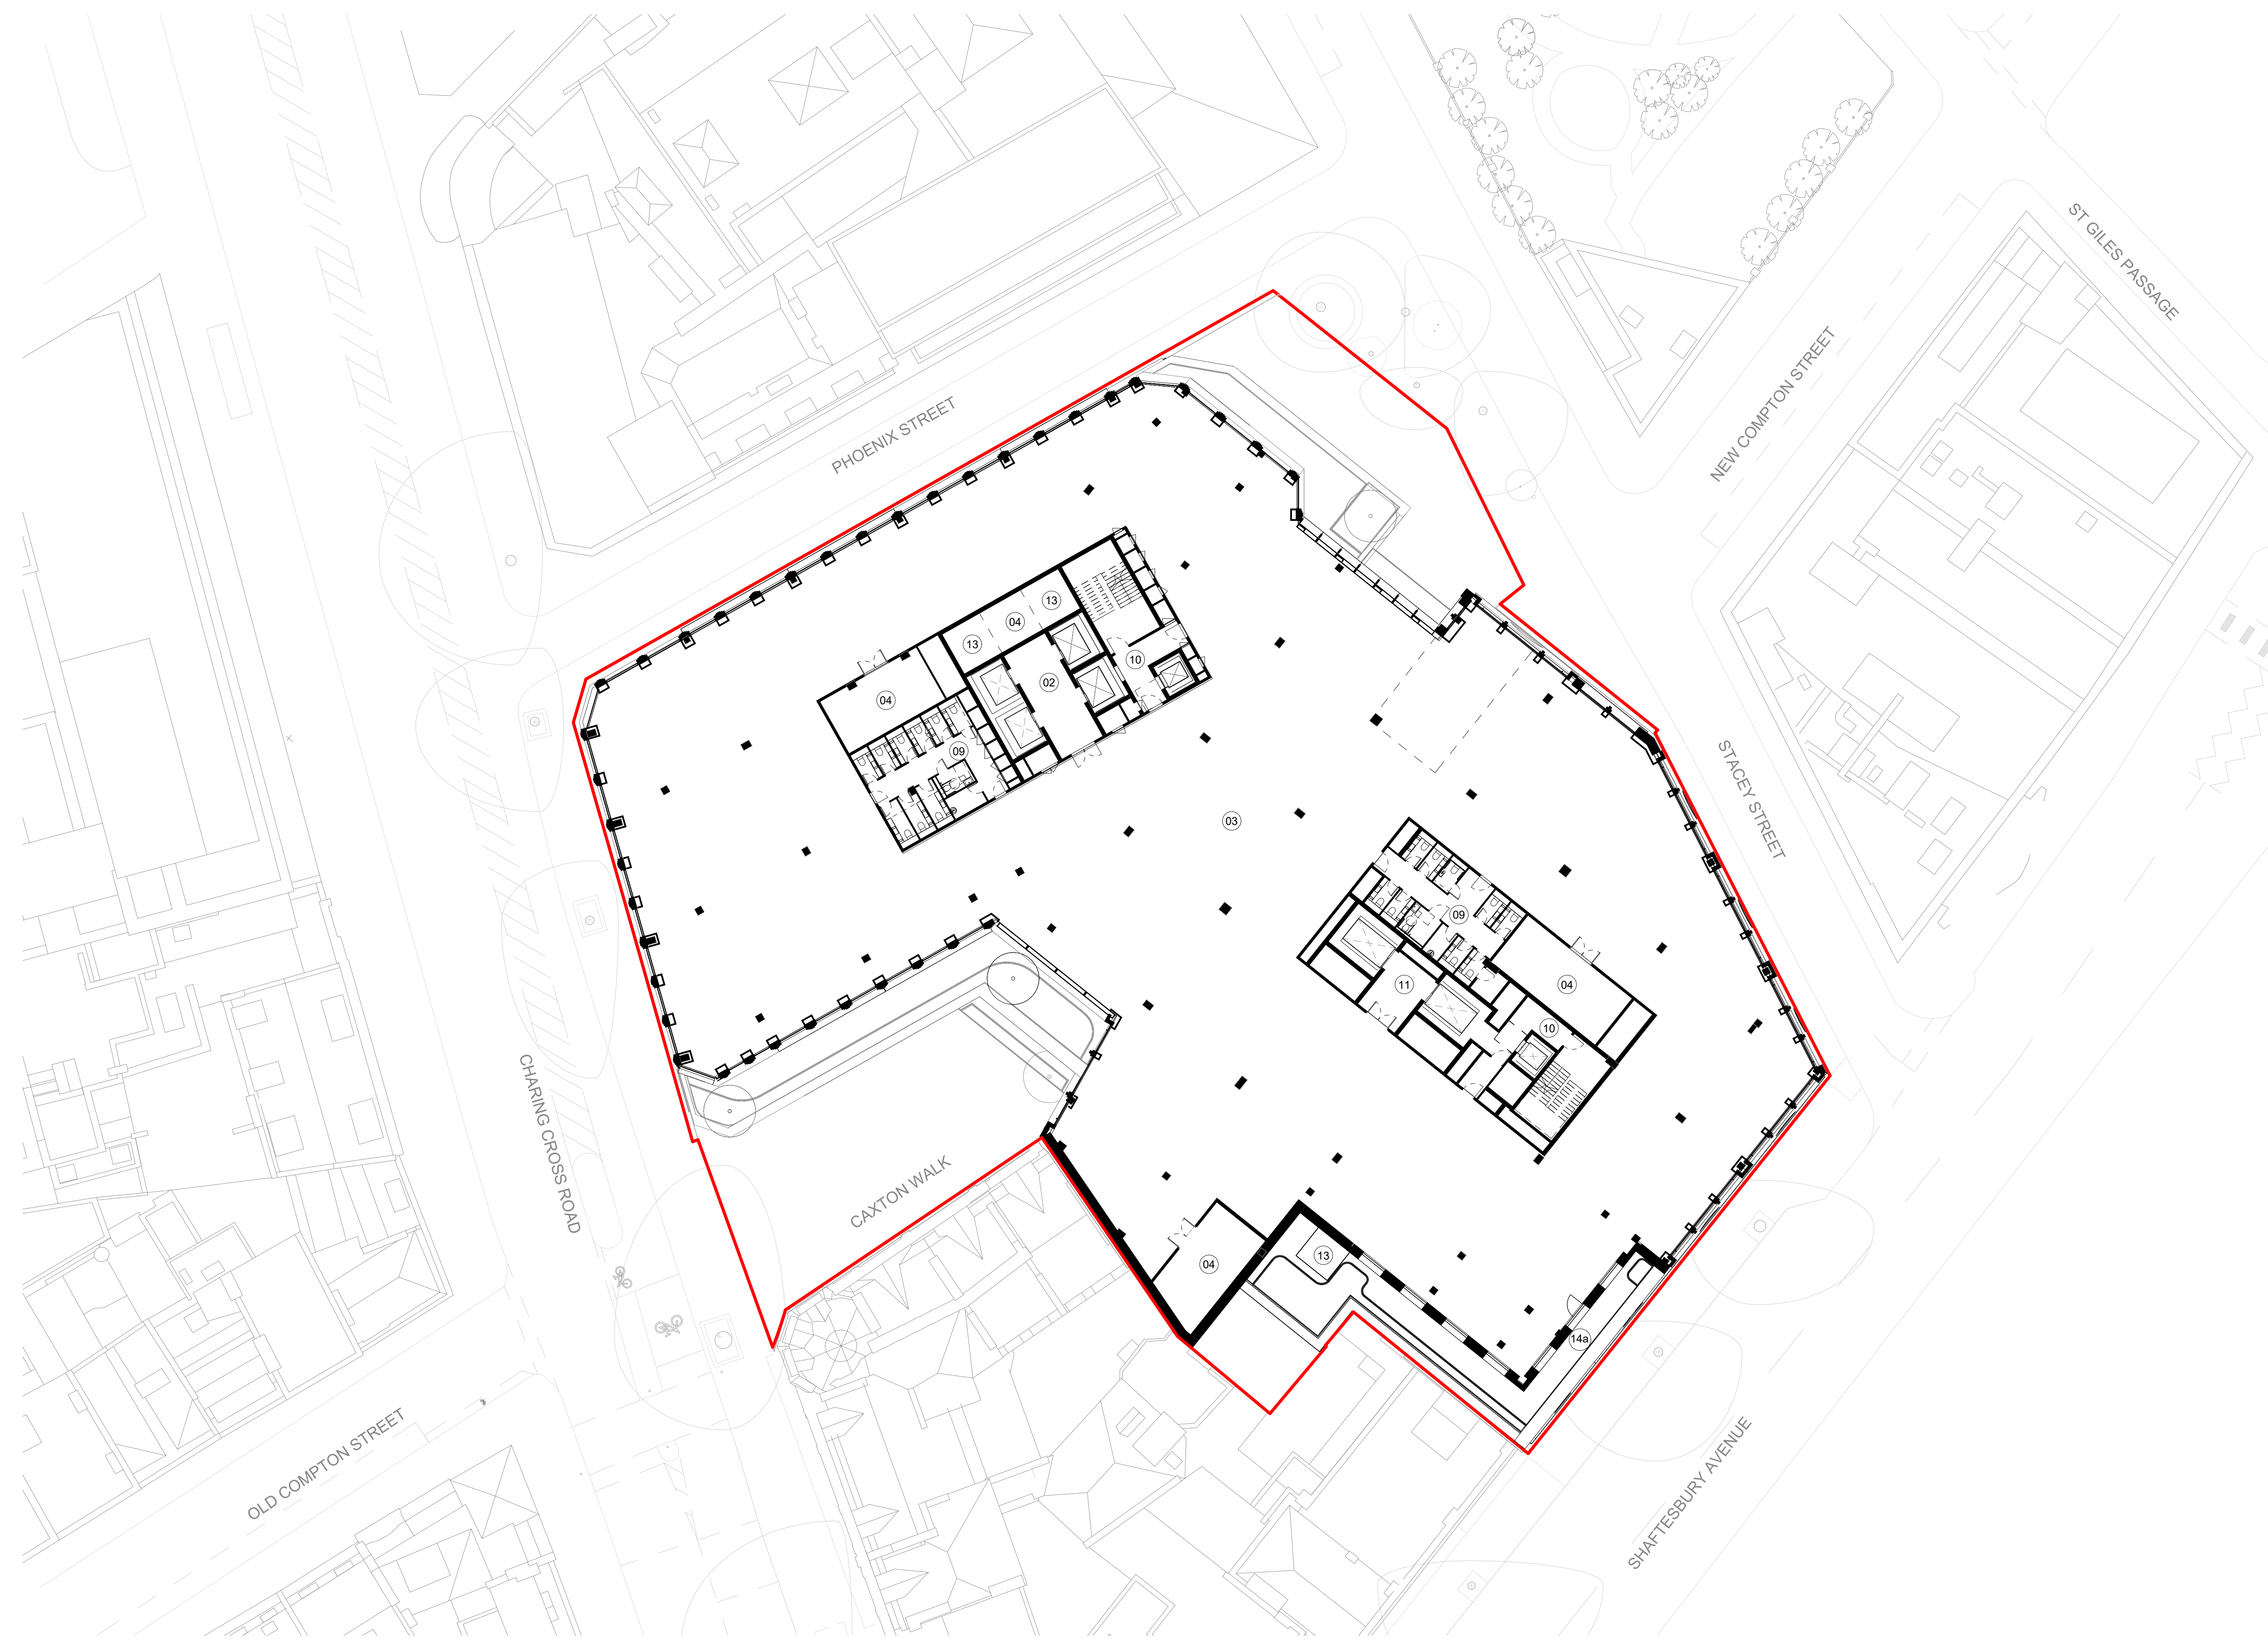 ST GILES PASSAGE
NEW COMPTON STREET
PHOENIX STREET
13
04
13
10
02
04
09
STACEY STREET
03
09
11
04
10
CHARING CROSS ROAD
CAXTON WALK
13
04
14a
OLD COMPTON STREET
SHAFTESBURY AVENUE